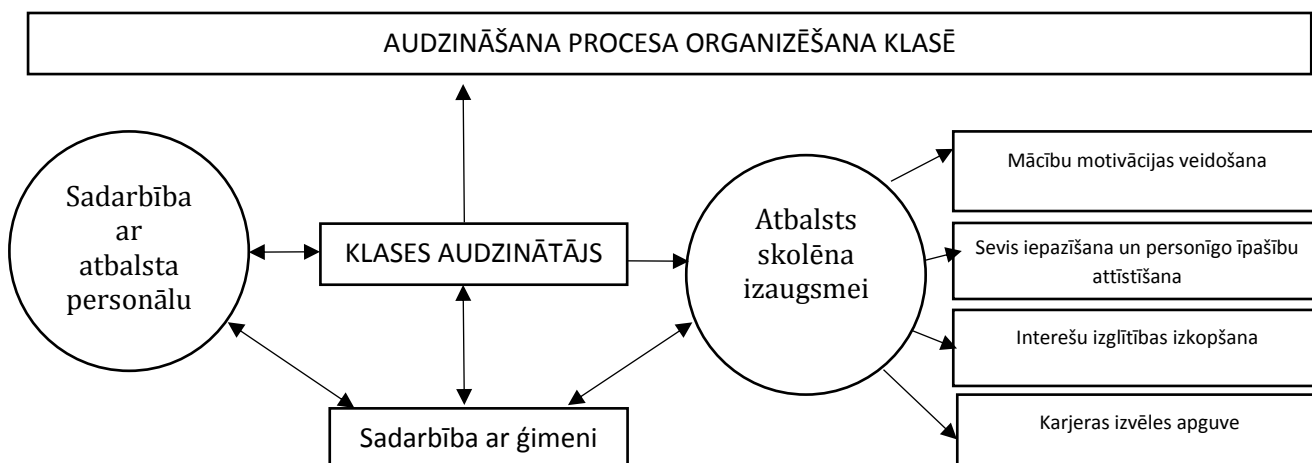 AUDZINĀŠANA PROCESA ORGANIZĒŠANA KLASĒ
Sadarbība
ar
atbalsta
personālu
KLASES AUDZINĀTĀJS
Sadarbība ar ģimeni
Atbalsts
skolēna
izaugsmei
Mācību motivācijas veidošana
Sevis iepazīšana un personīgo īpašību
attīstīšana
Interešu izglītības izkopšana
Karjeras izvēles apguve